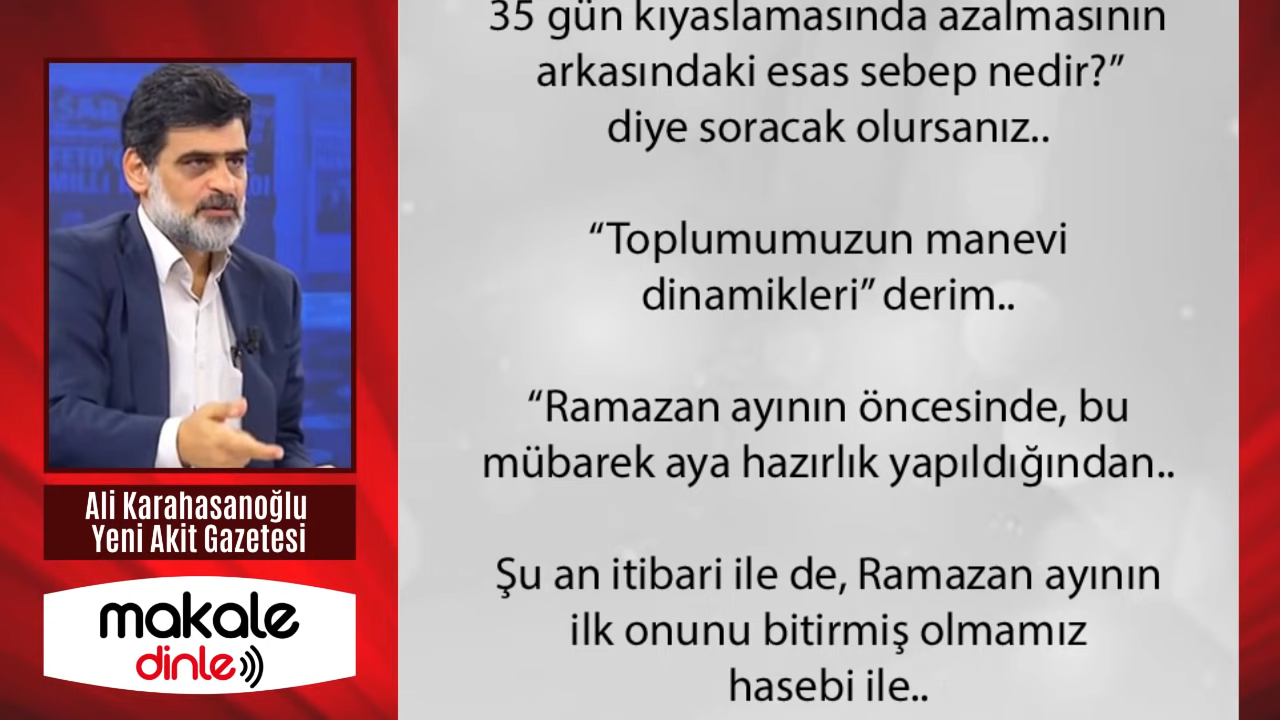 35 gün kıyaslamasında azalmasının
arkasındaki esas sebep nedir?”
diye soracak olursanız..
“Toplumumuzun manevi
dinamikleri” derim..
“Ramazan ayının öncesinde, bu
mübarek aya hazırlık yapıldığından..
Şu an itibari ile de, Ramazan ayının
ilk onunu bitirmiş olmamız
hasebi ile..
Ali Karahasanoğlu
Yeni Akit Gazetesi
makale
dinle